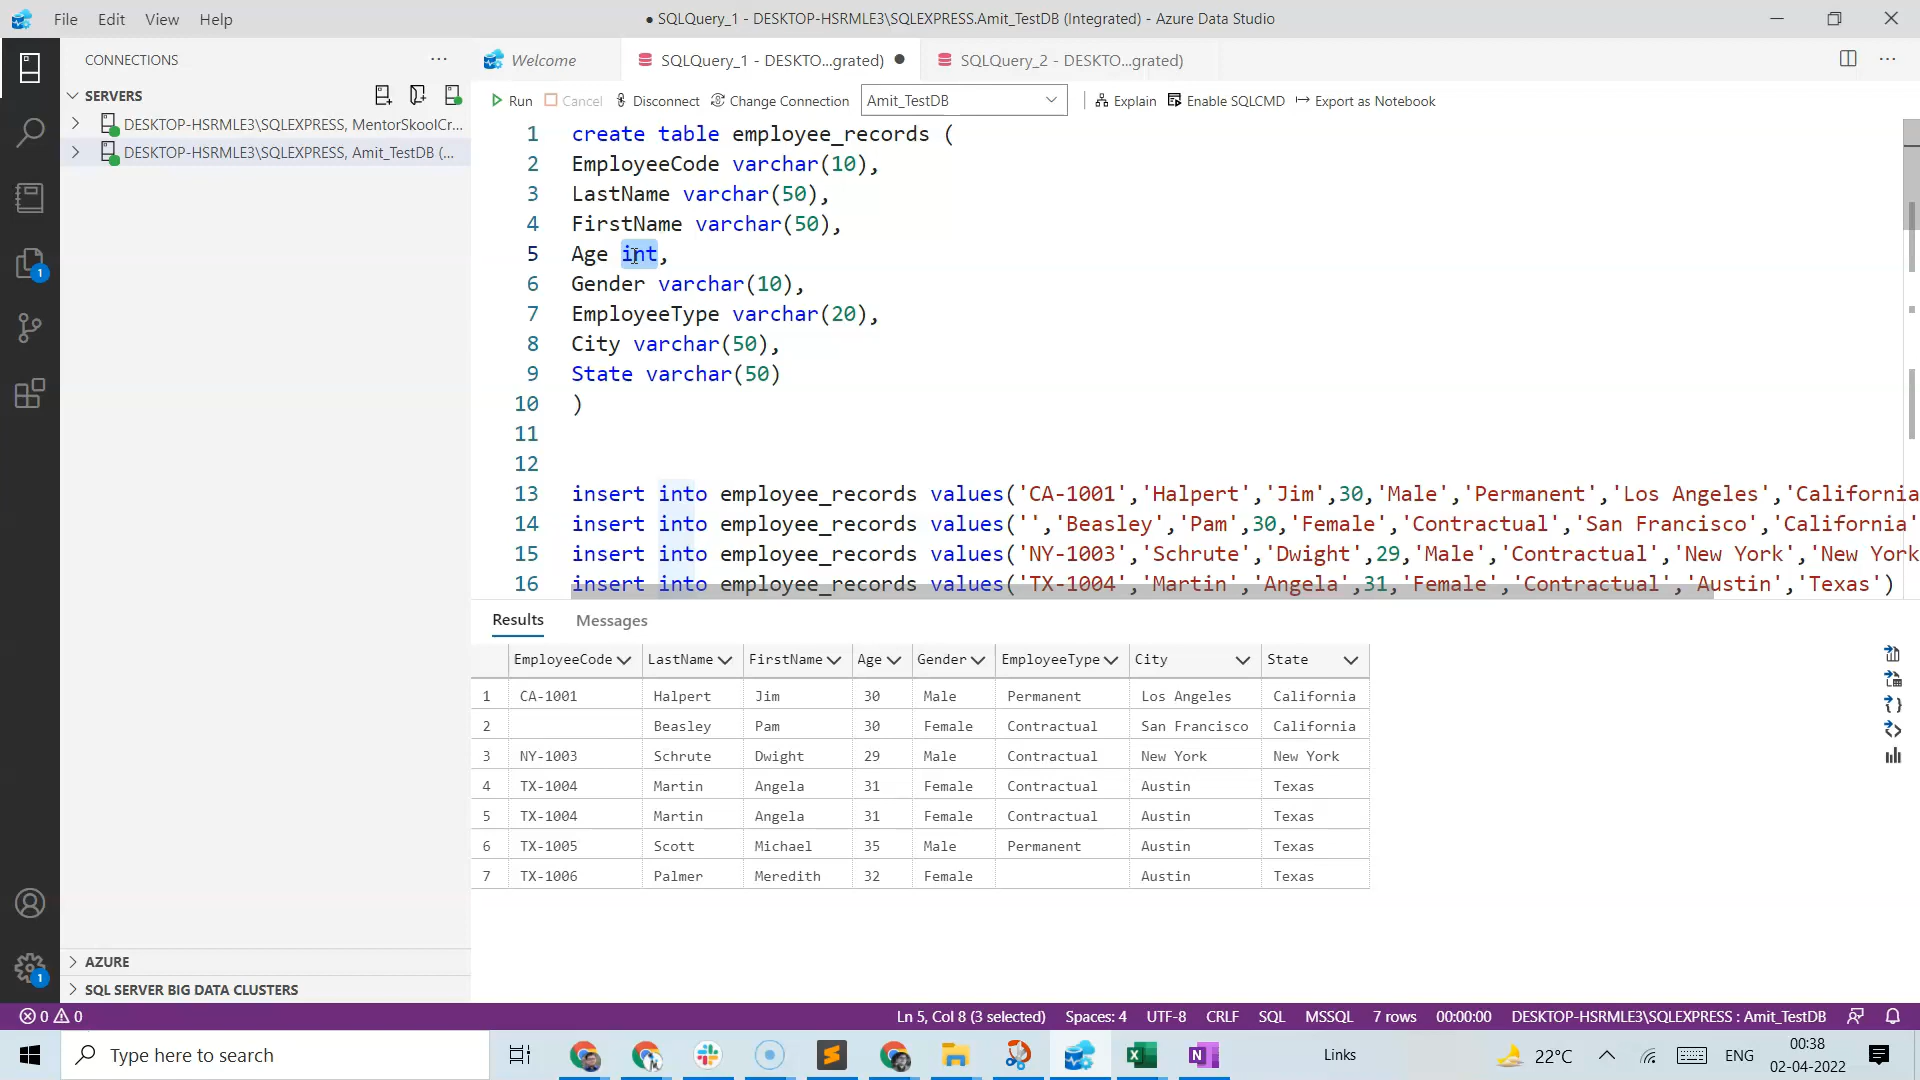 File Edit View Help
● SQLQuery_1 - DESKTOP-HSRMLE3\SQLEXPRESS.Amit_TestDB (Integrated) - Azure Data Studio
CONNECTIONS
Welcome
SQLQuery_1 - DESKTO...grated) ●
SQLQuery_2 - DESKTO...grated)
SERVERS
DESKTOP-HSRMLE3\SQLEXPRESS, MentorSkoolCr...
DESKTOP-HSRMLE3\SQLEXPRESS, Amit_TestDB (...
Run Cancel Disconnect Change Connection Amit_TestDB Explain Enable SQLCMD Export as Notebook
1 create table employee_records (
2 EmployeeCode varchar(10),
3 LastName varchar(50),
4 FirstName varchar(50),
5 Age int,
6 Gender varchar(10),
7 EmployeeType varchar(20),
8 City varchar(50),
9 State varchar(50)
10 )
11
12
13 insert into employee_records values('CA-1001','Halpert','Jim',30,'Male','Permanent','Los Angeles','California
14 insert into employee_records values('','Beasley','Pam',30,'Female','Contractual','San Francisco','California'
15 insert into employee_records values('NY-1003','Schrute','Dwight',29,'Male','Contractual','New York','New York
16 insert into employee_records values('TX-1004','Martin','Angela',31,'Female','Contractual','Austin','Texas')
Results Messages
EmployeeCode LastName FirstName Age Gender EmployeeType City State
1 CA-1001 Halpert Jim 30 Male Permanent Los Angeles California
2 Beasley Pam 30 Female Contractual San Francisco California
3 NY-1003 Schrute Dwight 29 Male Contractual New York New York
4 TX-1004 Martin Angela 31 Female Contractual Austin Texas
5 TX-1004 Martin Angela 31 Female Contractual Austin Texas
6 TX-1005 Scott Michael 35 Male Permanent Austin Texas
7 TX-1006 Palmer Meredith 32 Female Austin Texas
1
1
AZURE
SQL SERVER BIG DATA CLUSTERS
0 0
Ln 5, Col 8 (3 selected) Spaces: 4 UTF-8 CRLF SQL MSSQL 7 rows 00:00:00 DESKTOP-HSRMLE3\SQLEXPRESS : Amit_TestDB
Type here to search
Links
22°C
ENG
00:38
02-04-2022